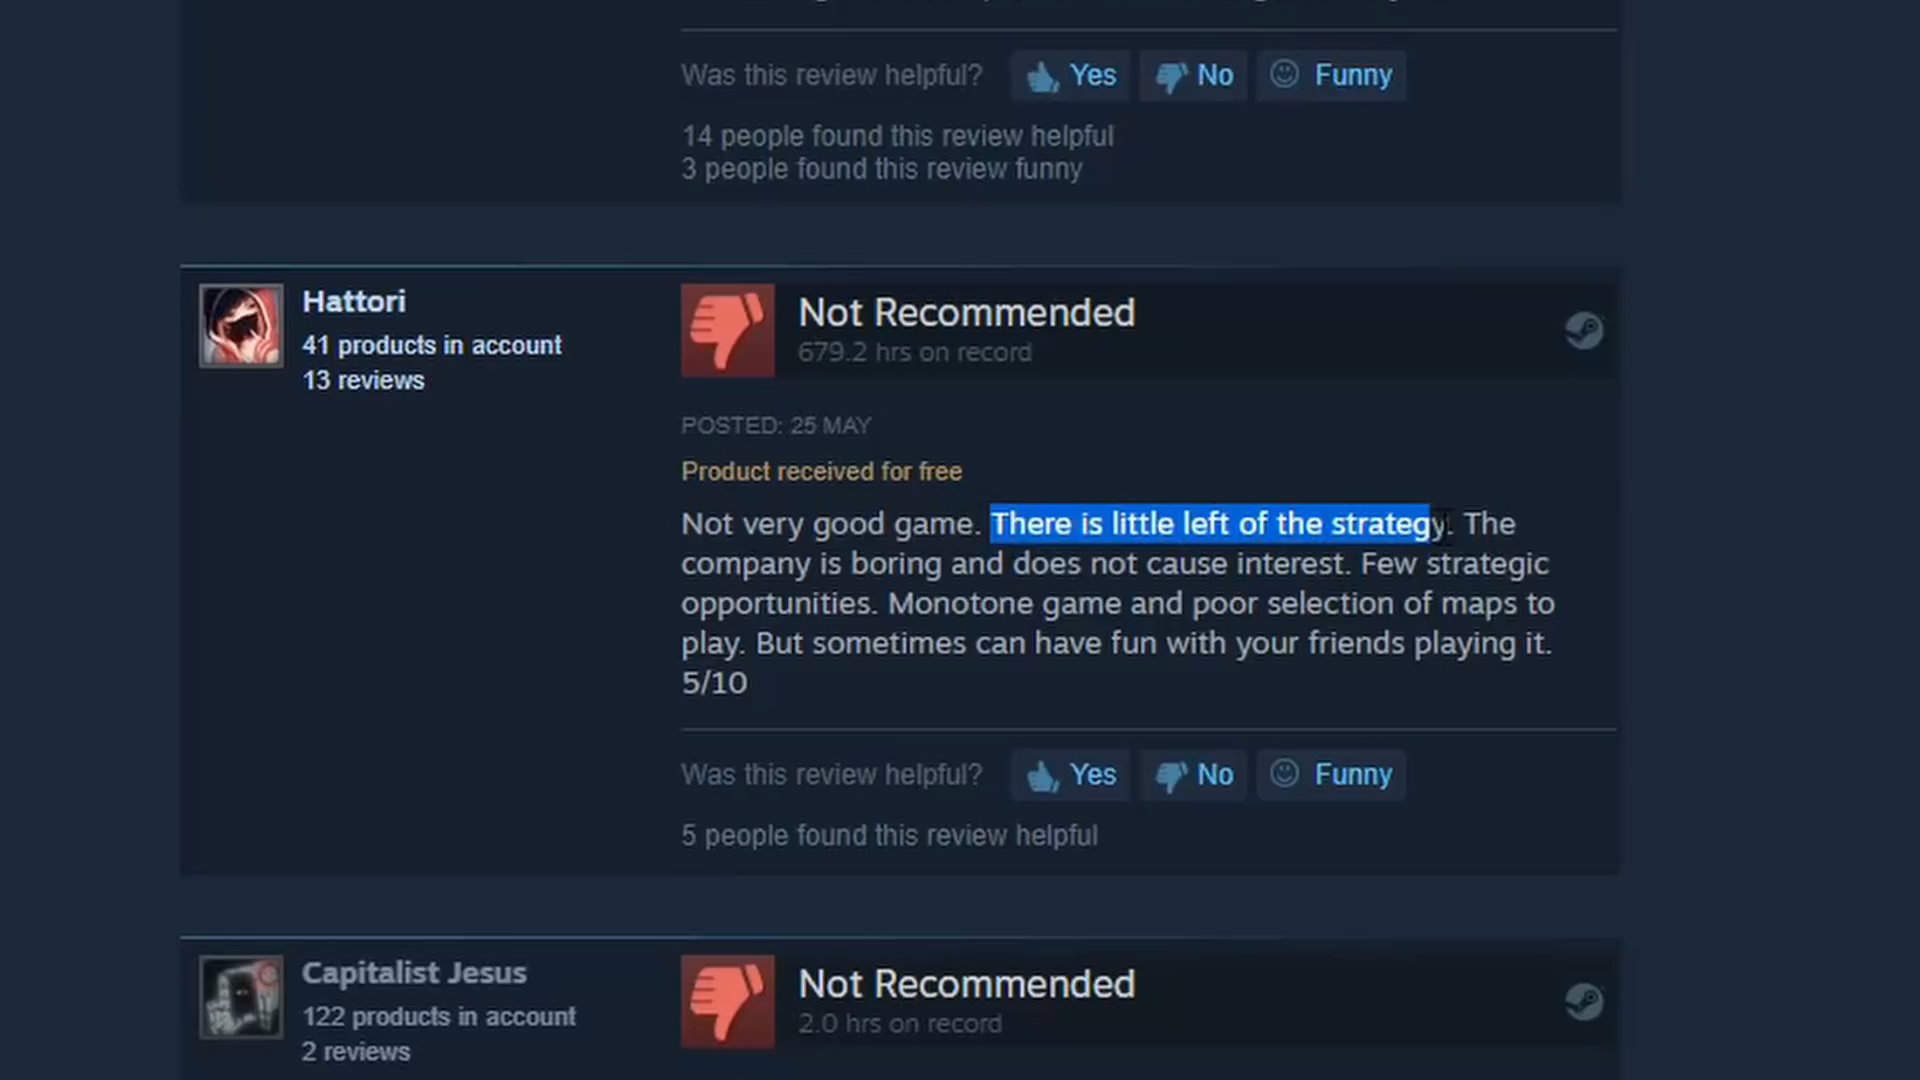 Was this review helpful? Yes No Funny
14 people found this review helpful
3 people found this review funny
Hattori
41 products in account
13 reviews
Not Recommended
679.2 hrs on record
POSTED: 25 MAY
Product received for free
Not very good game. There is little left of the strategy. The
company is boring and does not cause interest. Few strategic
opportunities. Monotone game and poor selection of maps to
play. But sometimes can have fun with your friends playing it.
5/10
Was this review helpful? Yes No Funny
5 people found this review helpful
Capitalist Jesus
122 products in account
2 reviews
Not Recommended
2.0 hrs on record